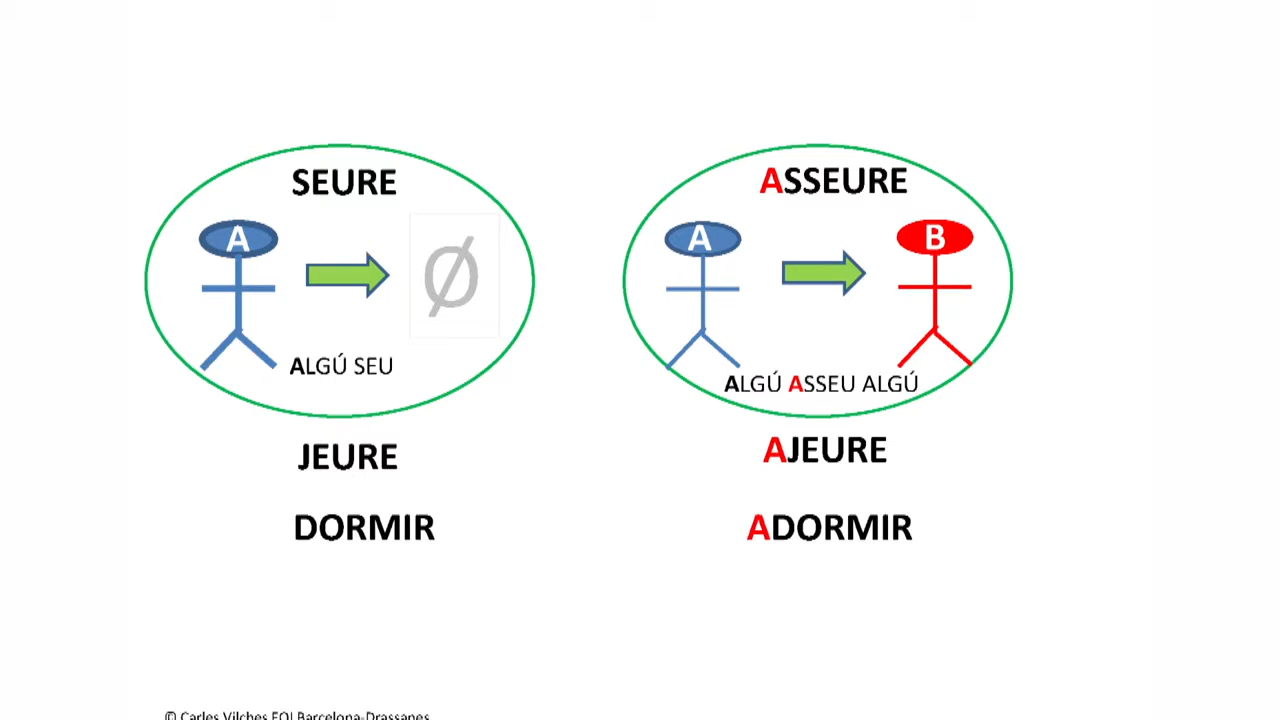 SEURE
A
Ø
ALGÚ SEU
JEURE
DORMIR
ASSEURE
A
B
ALGÚ ASSEU ALGÚ
AJEURE
ADORMIR
© Carles Vilches EOI Barcelona-Drassanes